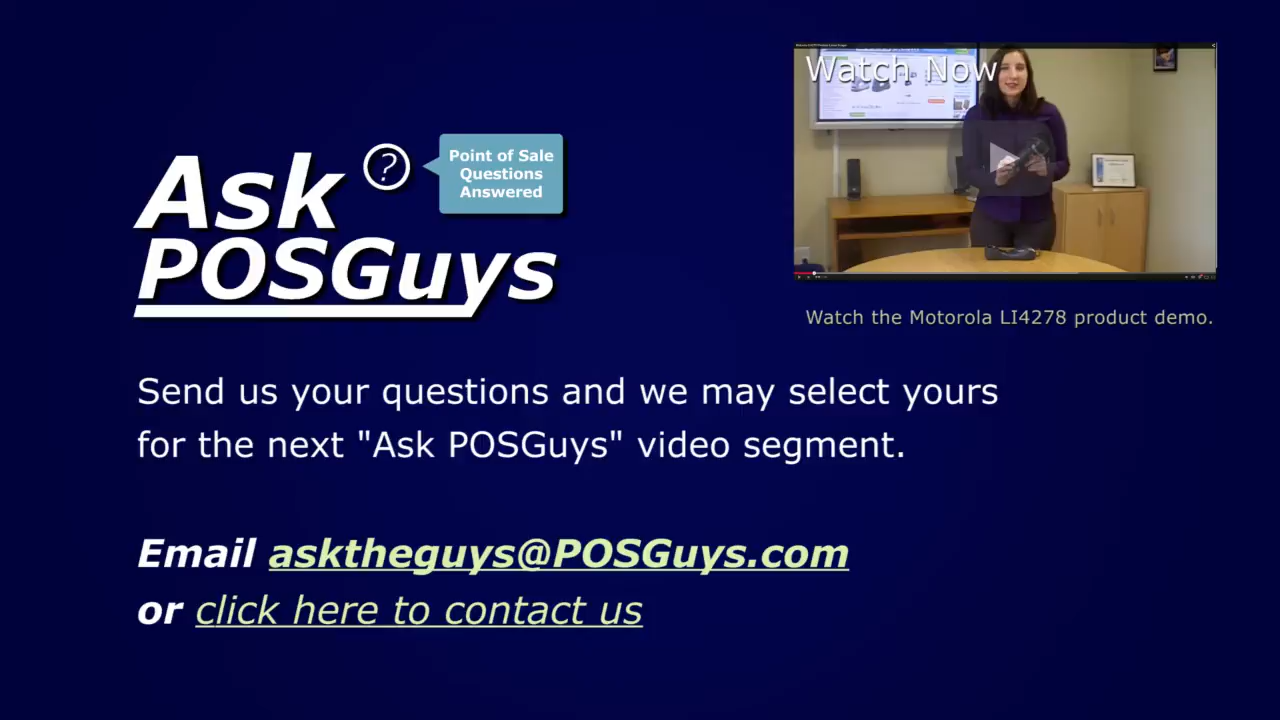 Ask
?
POSGuys
Point of Sale
Questions
Answered
Watch Now
Watch the Motorola LI4278 product demo.
Send us your questions and we may select yours
for the next "Ask POSGuys" video segment.
Email asktheguys@POSGuys.com
or click here to contact us